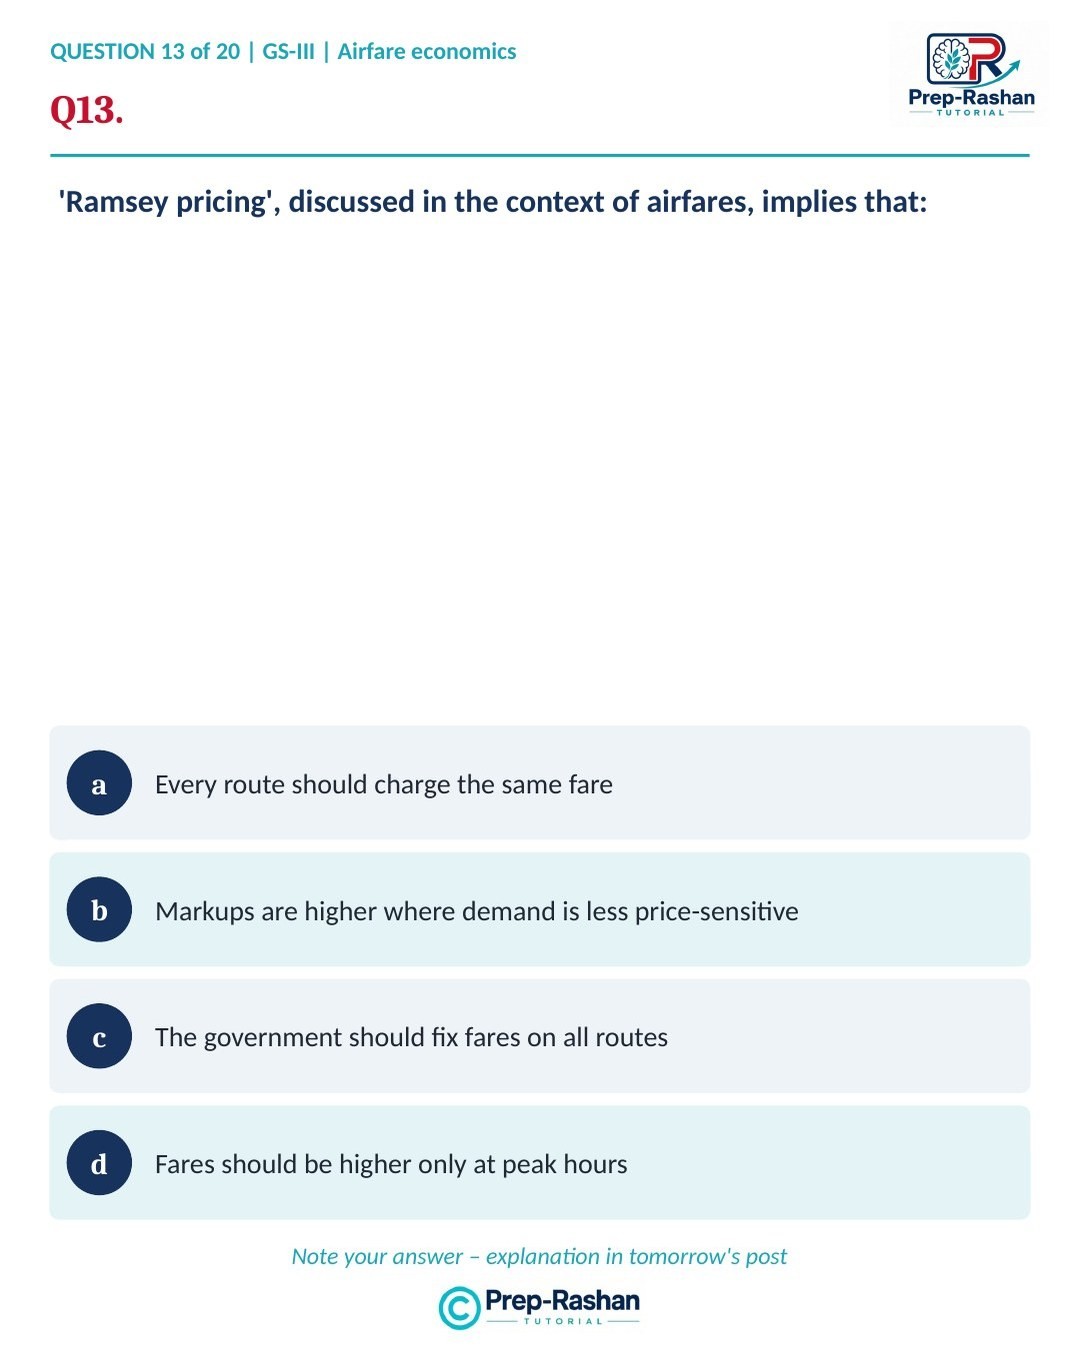 QUESTION 13 of 20 | GS-III | Airfare economics
Prep-Rashan
TUTORIAL
Q13.
'Ramsey pricing', discussed in the context of airfares, implies that:
a Every route should charge the same fare
b Markups are higher where demand is less price-sensitive
c The government should fix fares on all routes
d Fares should be higher only at peak hours
Note your answer – explanation in tomorrow's post
© Prep-Rashan
TUTORIAL